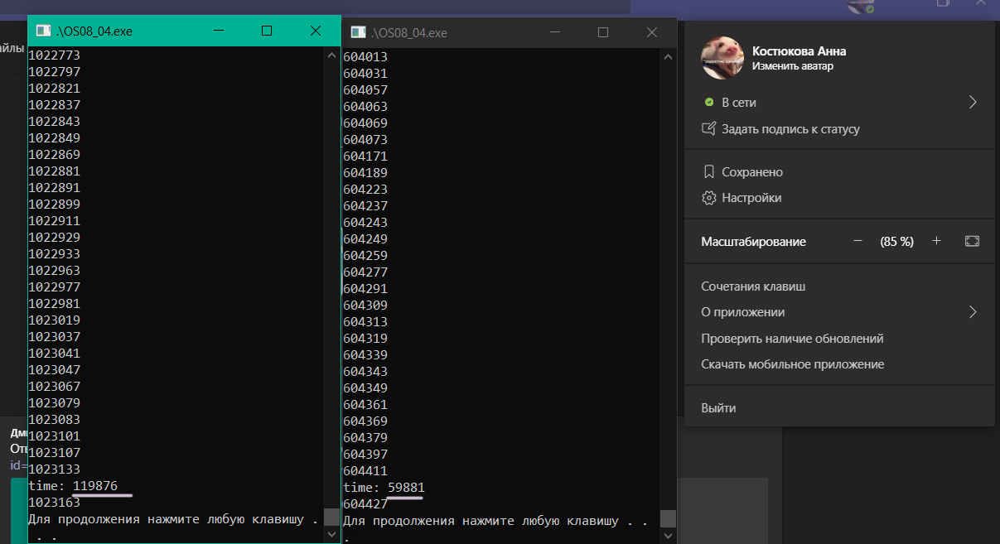 .\OS08_04.exe
1022773
1022797
1022821
1022837
1022843
1022849
1022869
1022881
1022891
1022899
1022911
1022929
1022933
1022963
1022977
1022981
1023019
1023037
1023041
1023047
1023067
1023079
1023083
1023101
1023107
1023133
time: 119876
1023163
Для продолжения нажмите любую клавишу .
. .
.\OS08_04.exe
604013
604031
604057
604063
604069
604073
604171
604189
604223
604237
604243
604249
604259
604277
604291
604309
604313
604319
604339
604343
604349
604361
604369
604379
604397
604411
time: 59881
604427
Для продолжения нажмите любую клавишу . .
.
Костюкова Анна
Изменить аватар
В сети
Задать подпись к статусу
Сохранено
Настройки
Масштабирование − (85 %) +
Сочетания клавиш
О приложении
Проверить наличие обновлений
Скачать мобильное приложение
Выйти
id=